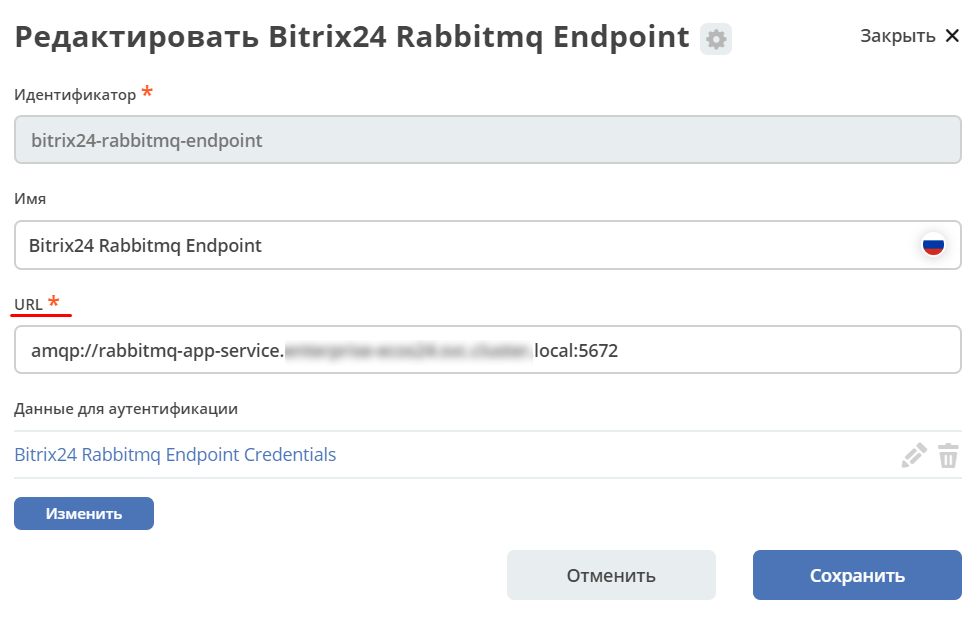 Редактировать Bitrix24 Rabbitmq Endpoint
Закрыть
Идентификатор *
bitrix24-rabbitmq-endpoint
Имя
Bitrix24 Rabbitmq Endpoint
URL *
amqp://rabbitmq-app-service. local:5672
Данные для аутентификации
Bitrix24 Rabbitmq Endpoint Credentials
Изменить
Отменить
Сохранить